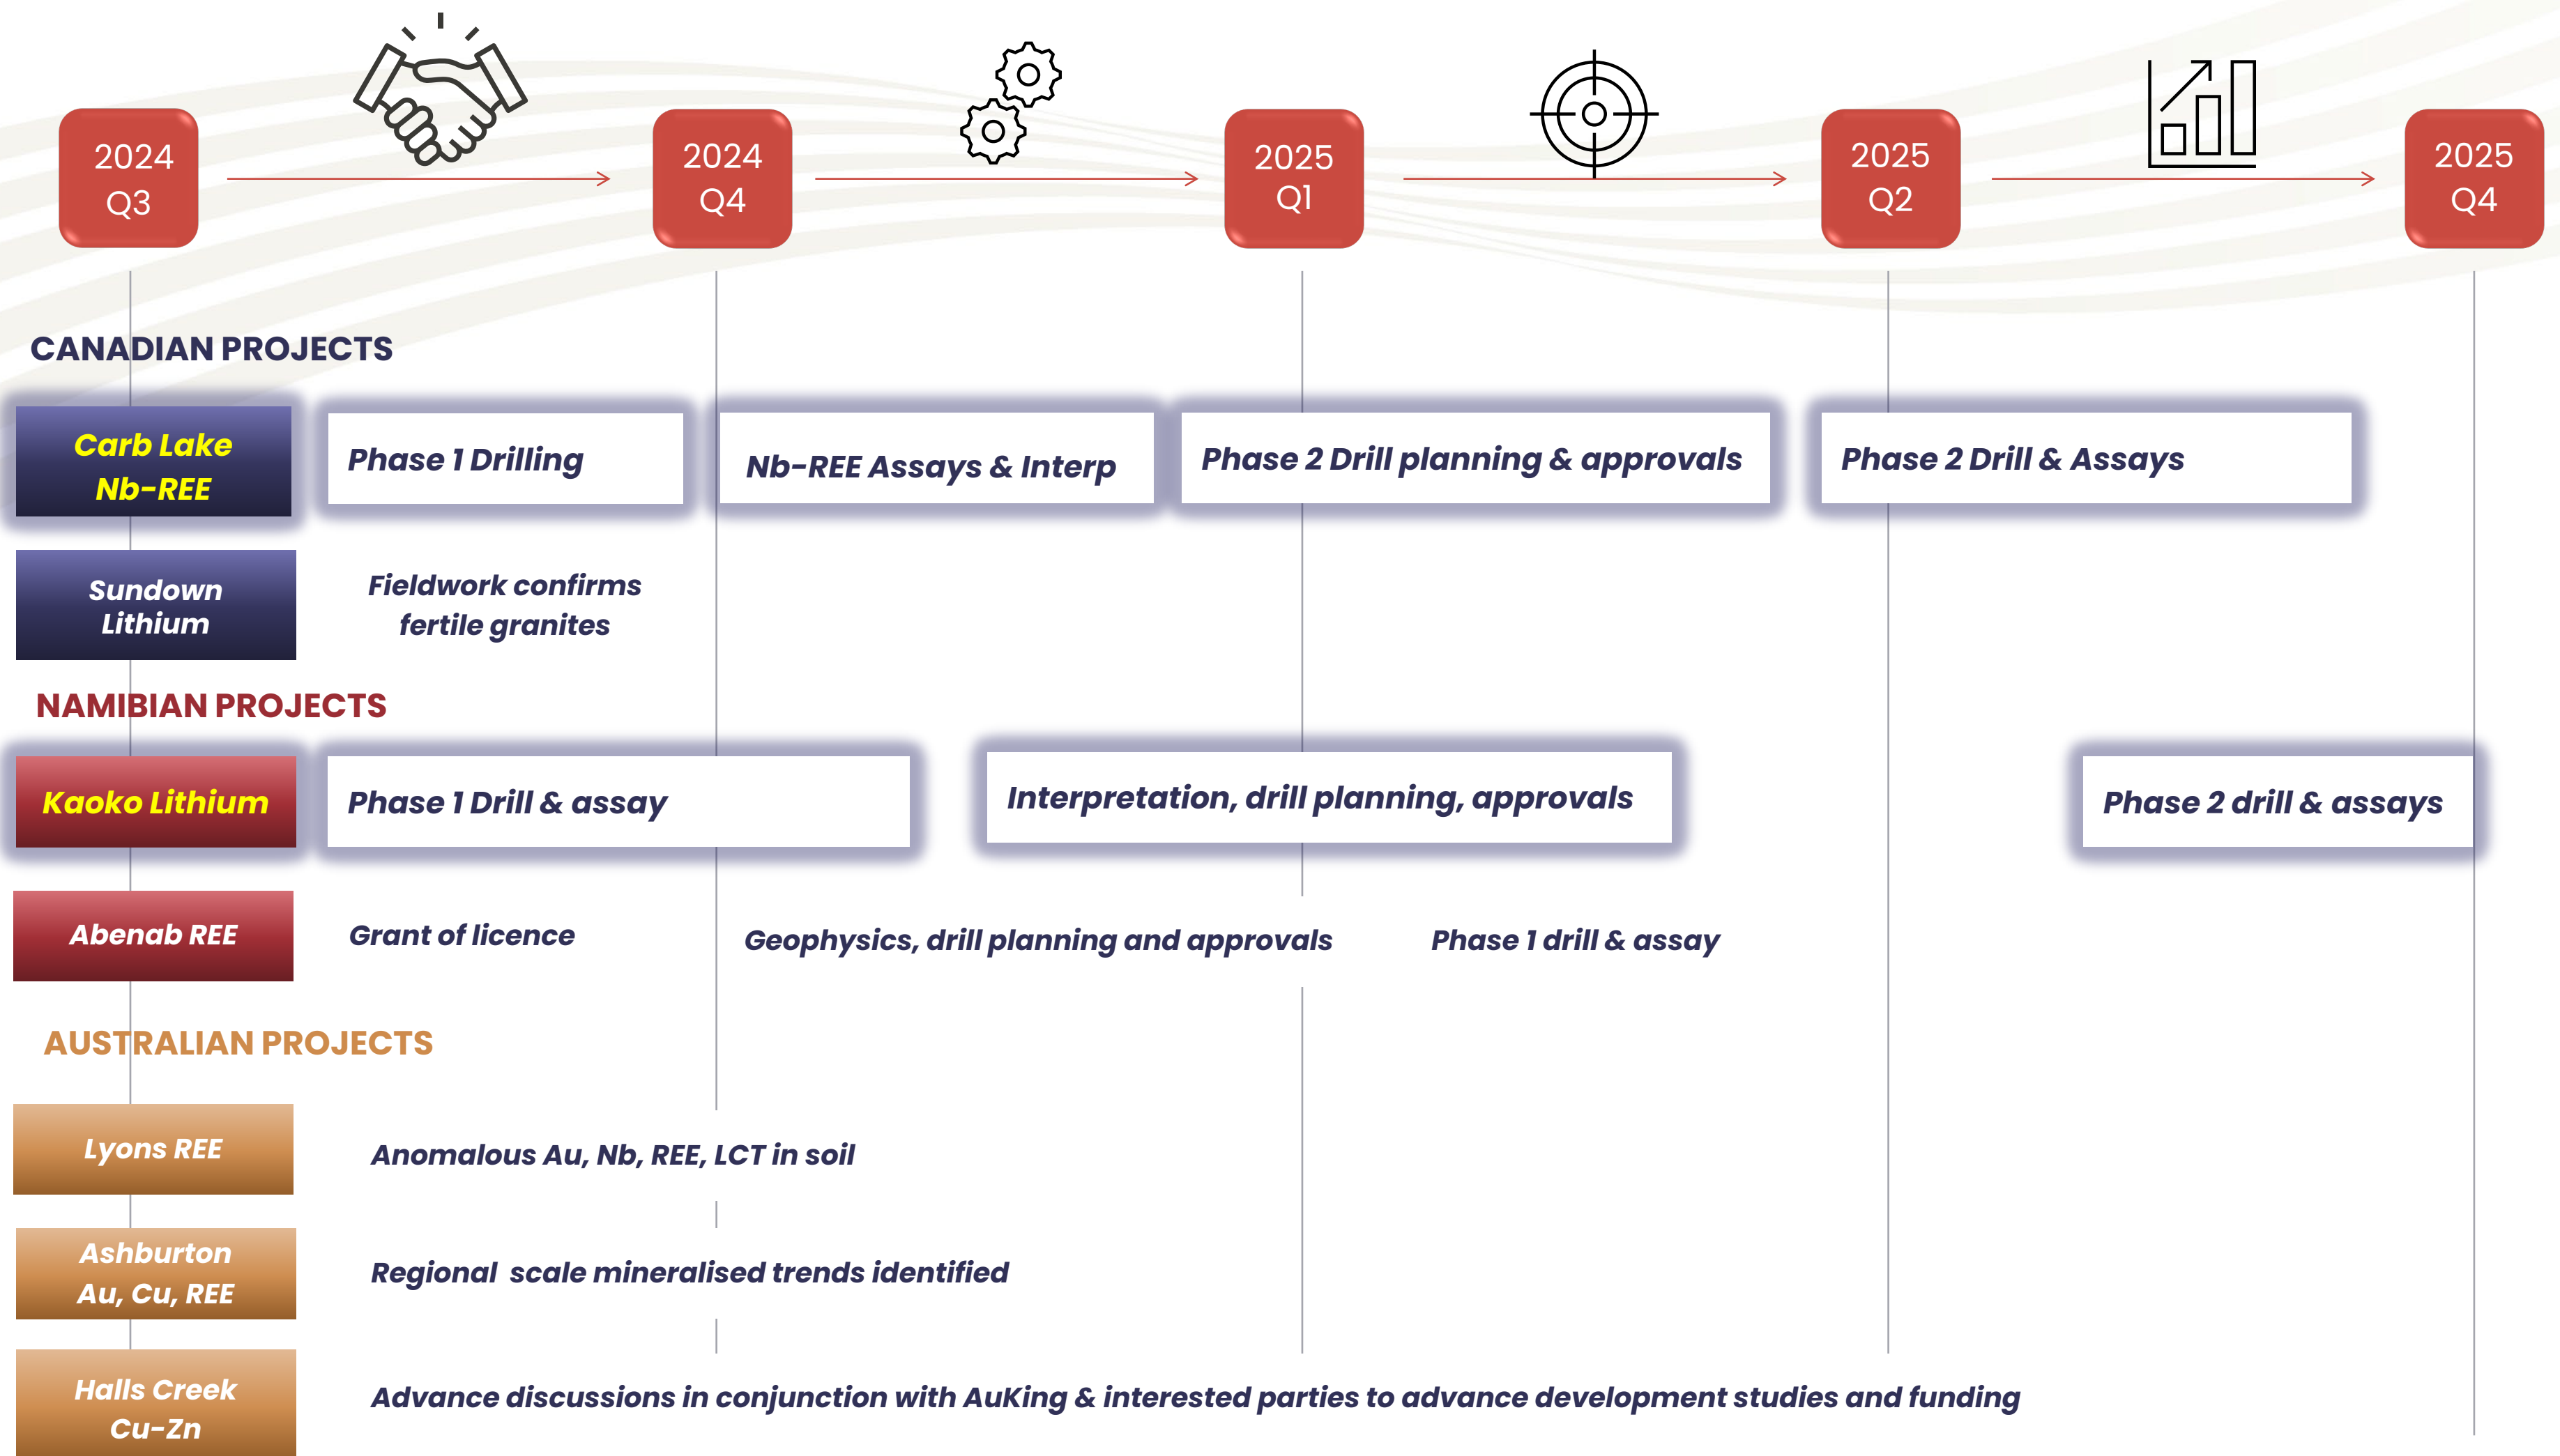 2024
Q3
2024
Q4
2025
Q1
2025
Q2
2025
Q4
CANADIAN PROJECTS
Carb Lake
Nb-REE
Phase 1 Drilling
Nb-REE Assays & Interp
Phase 2 Drill planning & approvals
Phase 2 Drill & Assays
Sundown
Lithium
Fieldwork confirms
fertile granites
NAMIBIAN PROJECTS
Kaoko Lithium
Phase 1 Drill & assay
Interpretation, drill planning, approvals
Phase 2 drill & assays
Abenab REE
Grant of licence
Geophysics, drill planning and approvals
Phase 1 drill & assay
AUSTRALIAN PROJECTS
Lyons REE
Anomalous Au, Nb, REE, LCT in soil
Ashburton
Au, Cu, REE
Regional scale mineralised trends identified
Halls Creek
Cu-Zn
Advance discussions in conjunction with AuKing & interested parties to advance development studies and funding